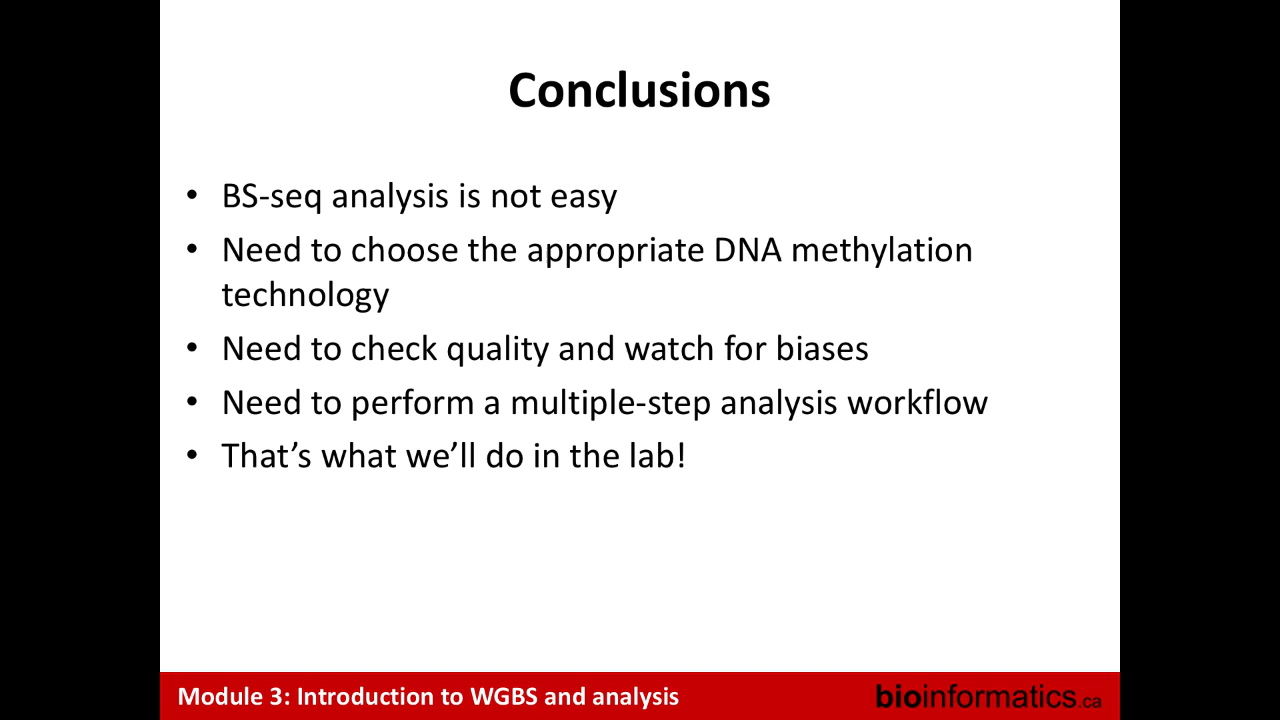 Conclusions
• BS-seq analysis is not easy
• Need to choose the appropriate DNA methylation
technology
• Need to check quality and watch for biases
• Need to perform a multiple-step analysis workflow
• That’s what we’ll do in the lab!
Module 3: Introduction to WGBS and analysis
bioinformatics.ca